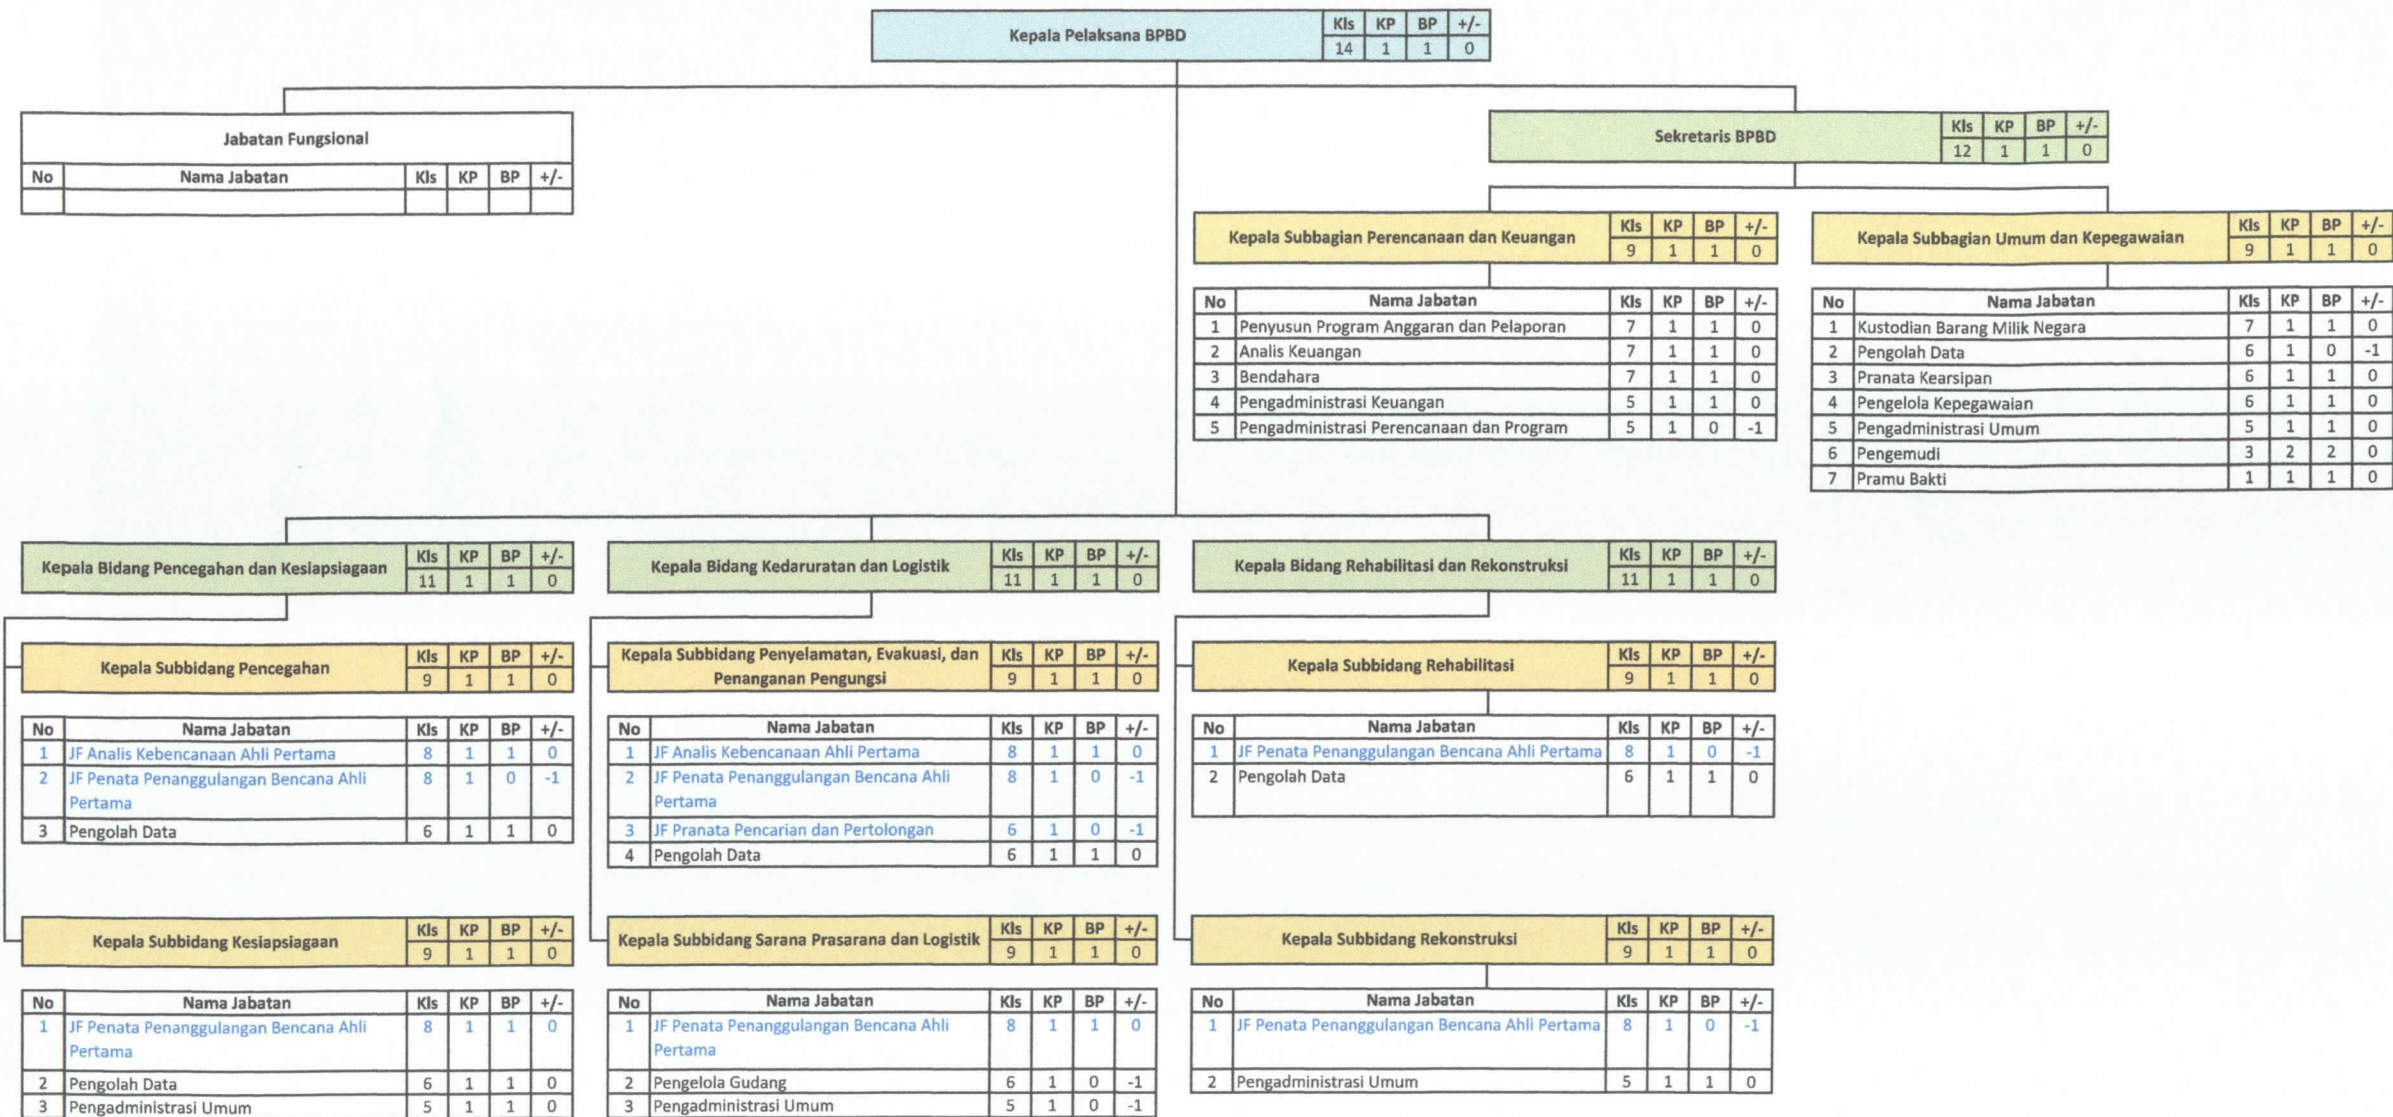 Kepala Pelaksana BPBD
Kls KP BP +/-
14 1 1 0
Jabatan Fungsional
No Nama Jabatan Kls KP BP +/-
Sekretaris BPBD
Kls KP BP +/-
12 1 1 0
Kepala Subbagian Perencanaan dan Keuangan
Kls KP BP +/-
9 1 1 0
No Nama Jabatan Kls KP BP +/-
1 Penyusun Program Anggaran dan Pelaporan 7 1 1 0
2 Analis Keuangan 7 1 1 0
3 Bendahara 7 1 1 0
4 Pengadministrasi Keuangan 5 1 1 0
5 Pengadministrasi Perencanaan dan Program 5 1 0 -1
Kepala Subbagian Umum dan Kepegawaian
Kls KP BP +/-
9 1 1 0
No Nama Jabatan Kls KP BP +/-
1 Kustodian Barang Milik Negara 7 1 1 0
2 Pengolah Data 6 1 0 -1
3 Pranata Kearsipan 6 1 1 0
4 Pengelola Kepegawaian 6 1 1 0
5 Pengadministrasi Umum 5 1 1 0
6 Pengemudi 3 2 2 0
7 Pramu Bakti 1 1 1 0
Kepala Bidang Pencegahan dan Kesiapsiagaan
Kls KP BP +/-
11 1 1 0
Kepala Subbidang Pencegahan
Kls KP BP +/-
9 1 1 0
No Nama Jabatan Kls KP BP +/-
1 JF Analis Kebencanaan Ahli Pertama 8 1 1 0
2 JF Penata Penanggulangan Bencana Ahli 8 1 0 -1
Pertama
3 Pengolah Data 6 1 1 0
Kepala Subbidang Kesiapsiagaan
Kls KP BP +/-
9 1 1 0
No Nama Jabatan Kls KP BP +/-
1 JF Penata Penanggulangan Bencana Ahli 8 1 1 0
Pertama
2 Pengolah Data 6 1 1 0
3 Pengadministrasi Umum 5 1 1 0
Kepala Bidang Kedaruratan dan Logistik
Kls KP BP +/-
11 1 1 0
Kepala Subbidang Penyelamatan, Evakuasi, dan
Penanganan Pengungsi
Kls KP BP +/-
9 1 1 0
No Nama Jabatan Kls KP BP +/-
1 JF Analis Kebencanaan Ahli Pertama 8 1 1 0
2 JF Penata Penanggulangan Bencana Ahli 8 1 0 -1
Pertama
3 JF Pranata Pencarian dan Pertolongan 6 1 0 -1
4 Pengolah Data 6 1 1 0
Kepala Subbidang Sarana Prasarana dan Logistik
Kls KP BP +/-
9 1 1 0
No Nama Jabatan Kls KP BP +/-
1 JF Penata Penanggulangan Bencana Ahli 8 1 1 0
Pertama
2 Pengelola Gudang 6 1 0 -1
3 Pengadministrasi Umum 5 1 0 -1
Kepala Bidang Rehabilitasi dan Rekonstruksi
Kls KP BP +/-
11 1 1 0
Kepala Subbidang Rehabilitasi
Kls KP BP +/-
9 1 1 0
No Nama Jabatan Kls KP BP +/-
1 JF Penata Penanggulangan Bencana Ahli Pertama 8 1 0 -1
2 Pengolah Data 6 1 1 0
Kepala Subbidang Rekonstruksi
Kls KP BP +/-
9 1 1 0
No Nama Jabatan Kls KP BP +/-
1 JF Penata Penanggulangan Bencana Ahli Pertama 8 1 0 -1
2 Pengadministrasi Umum 5 1 1 0